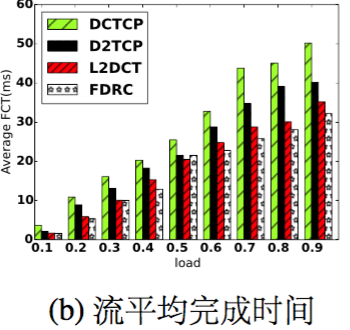 60
50
40
30
20
10
0
Average FCT(ms)
DCTCP
D2TCP
L2DCT
FDRC
0.1 0.2 0.3 0.4 0.5 0.6 0.7 0.8 0.9
load
(b) 流平均完成时间